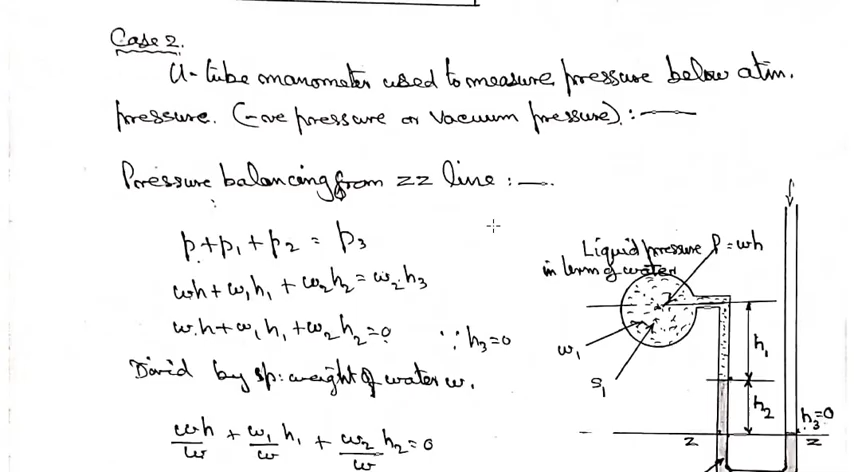 Case 2.
U-tube manometer used to measure pressure below atm.
pressure. (-ve pressure or Vacuum pressure) :—
Pressure balancing from zz line :—.
p+p₁+p₂ = p₃
wh+w₁h₁ + w₂h₂ = w₂h₃
w.h+w₁h₁+w₂h₂=0 ∵ h₃=0
David by sp: weight of water w.
wh/w + w₁/w h₁ + w₂/w h₂ = 0
Liquid pressure P = wh
in term of water
w₁
S₁
h₁
h₂
h₃=0
Z
Z